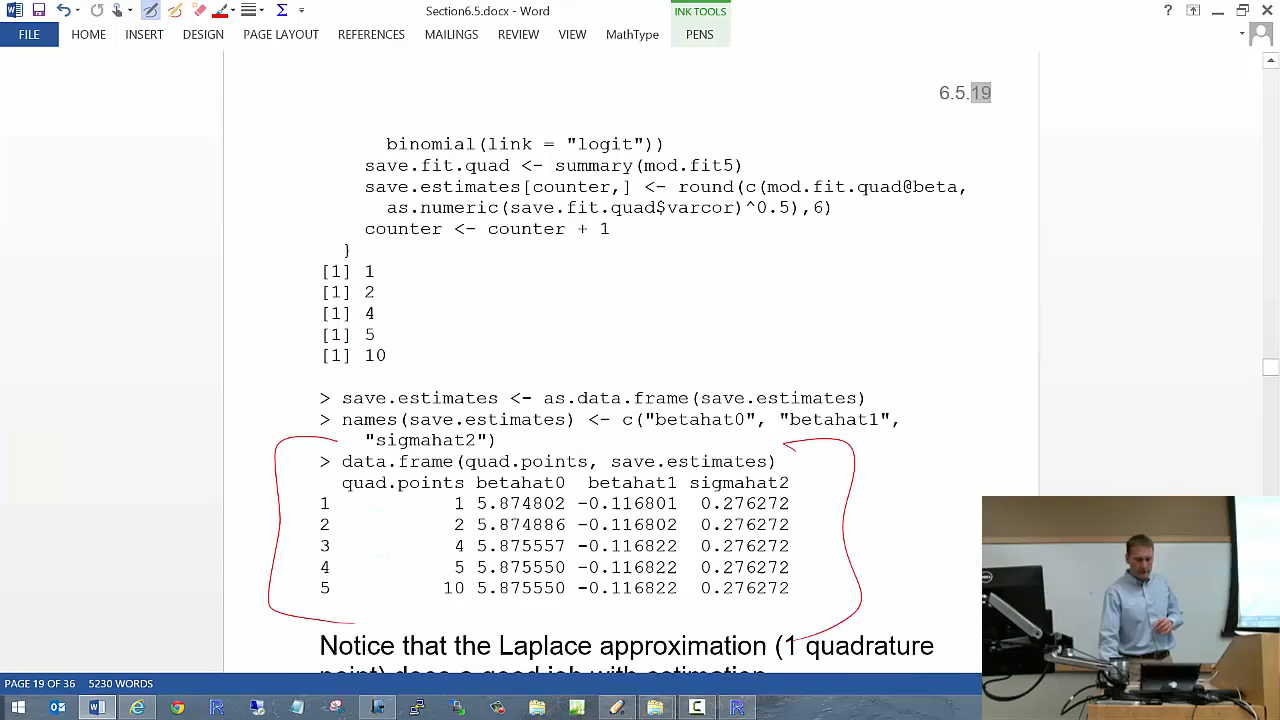 Section6.5.docx - Word
INK TOOLS
FILE HOME INSERT DESIGN PAGE LAYOUT REFERENCES MAILINGS REVIEW VIEW MathType PENS
6.5.19
binomial(link = "logit"))
save.fit.quad <- summary(mod.fit5)
save.estimates[counter,] <- round(c(mod.fit.quad@beta,
as.numeric(save.fit.quad$varcor)^0.5),6)
counter <- counter + 1
}
[1] 1
[1] 2
[1] 4
[1] 5
[1] 10
> save.estimates <- as.data.frame(save.estimates)
> names(save.estimates) <- c("betahat0", "betahat1",
"sigmahat2")
> data.frame(quad.points, save.estimates)
quad.points betahat0 betahat1 sigmahat2
1 1 5.874802 -0.116801 0.276272
2 2 5.874886 -0.116802 0.276272
3 4 5.875557 -0.116822 0.276272
4 5 5.875550 -0.116822 0.276272
5 10 5.875550 -0.116822 0.276272
Notice that the Laplace approximation (1 quadrature
point) does a good job with estimation
PAGE 19 OF 36 5230 WORDS